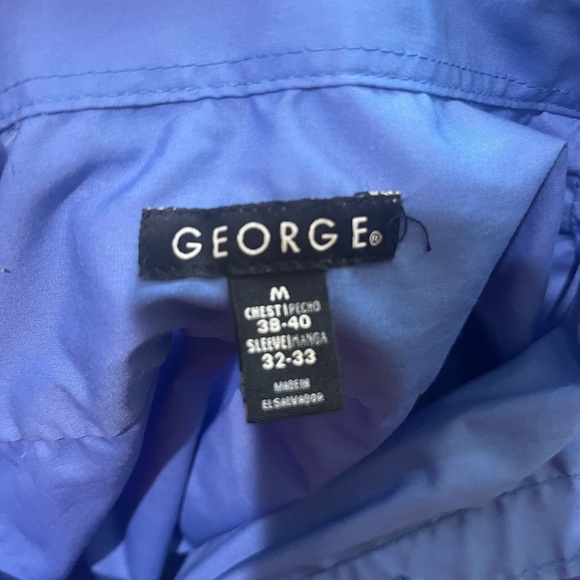 GEORGE®
M
CHEST|PECHO
38-40
SLEEVE|MANGA
32-33
MADE IN
EL SALVADOR